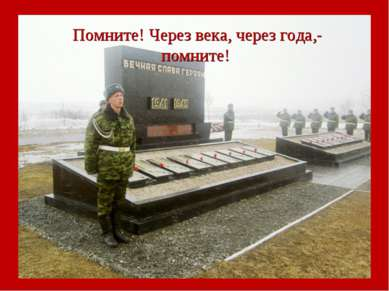 Помните! Через века, через года,-
помните!
ВЕЧНАЯ СЛАВА ГЕРОЯМ
1941 1945